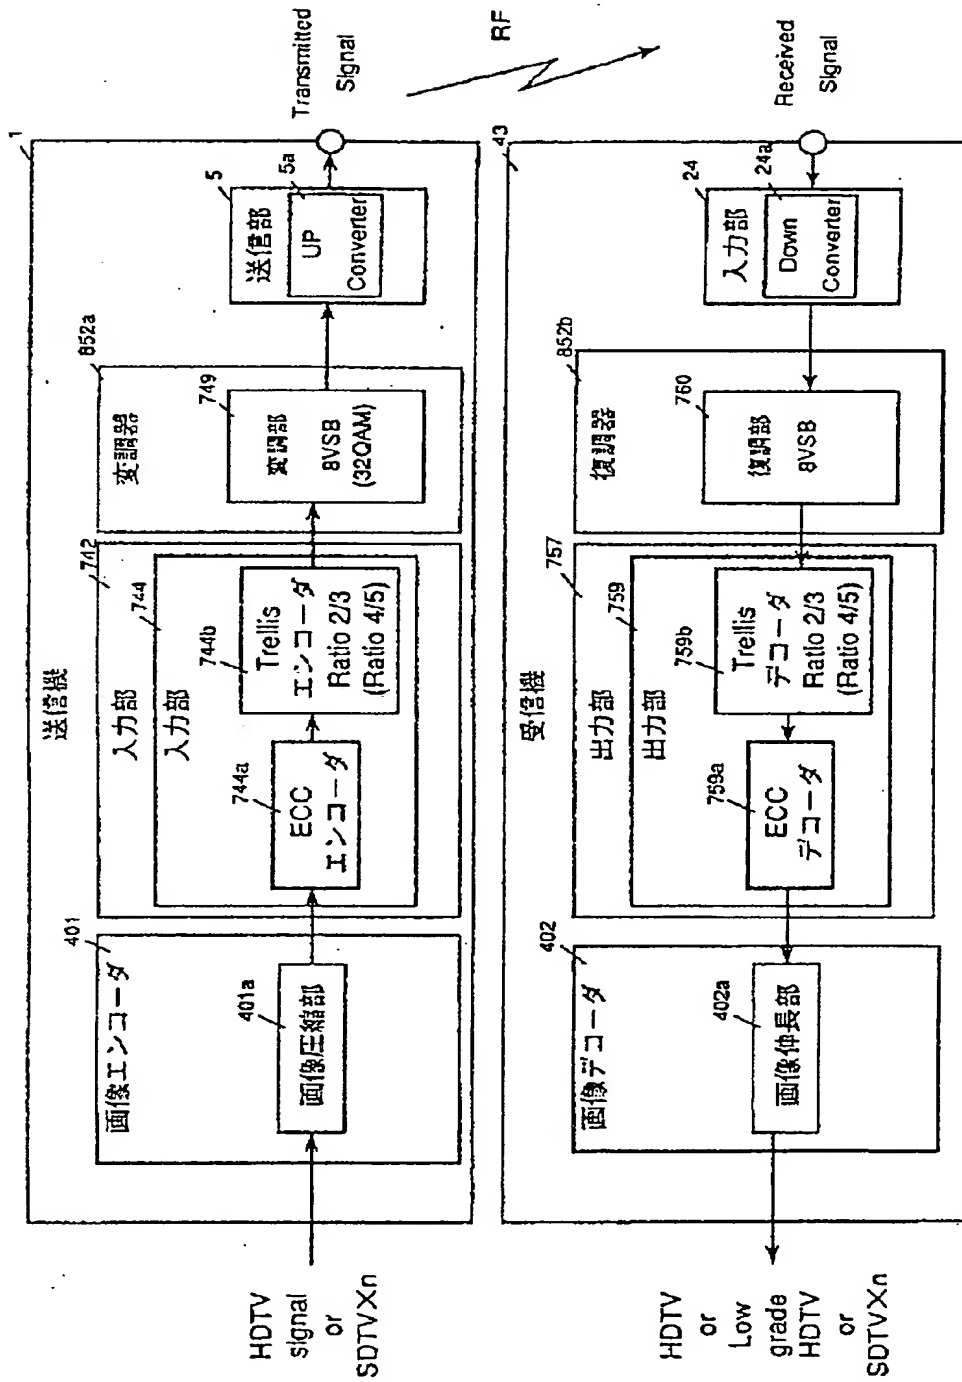 1
送信機
HDTV
signal
or
SDTVXn
401
画像エンコーダ
401a
画像圧縮部
742
入力部
744
入力部
744a
ECC
エンコーダ
744b
Trellis
エンコーダ
Ratio 2/3
(Ratio 4/5)
852a
変調器
749
変調部
8VSB
(32QAM)
5
送信部
5a
UP
Converter
Transmitted
Signal
RF
43
受信機
Received
Signal
24
入力部
24a
Down
Converter
852b
復調器
760
復調部
8VSB
757
出力部
759
出力部
759b
Trellis
デコーダ
Ratio 2/3
(Ratio 4/5)
759a
ECC
デコーダ
402
画像デコーダ
402a
画像伸長部
HDTV
or
Low
grade
HDTV
or
SDTVXn